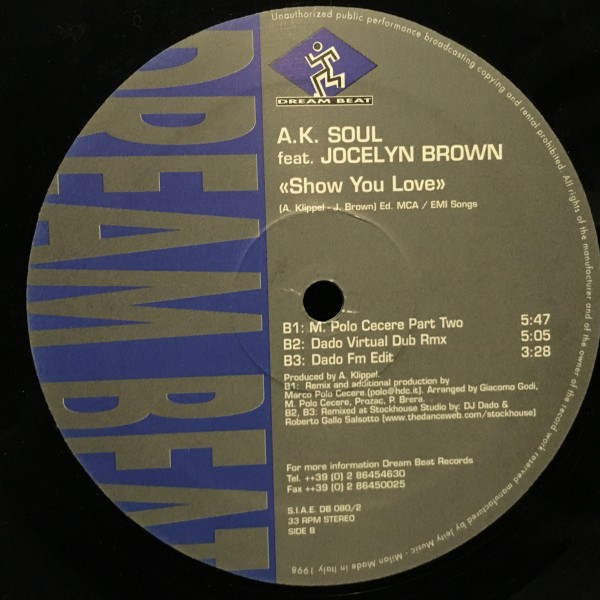 Unauthorized public performance broadcasting copying and rental prohibited. All rights of the manufacturer and of the owner of the record work reserved manufactured by Jeity Music - Milan Made in Italy 1998
DREAM BEAT
DREAM BEAT
A.K. SOUL
feat. JOCELYN BROWN
«Show You Love»
(A. Klippel - J. Brown) Ed. MCA / EMI Songs
B1: M. Polo Cecere Part Two 5:47
B2: Dado Virtual Dub Rmx 5:05
B3: Dado Fm Edit 3:28
Produced by A. Klippel.
B1: Remix and additional production by
Marco Polo Cecere.(polo@hdc.it). Arranged by Giacomo Godi,
M. Polo Cecere, Prozac, P. Brera.
B2, B3: Remixed at Stockhouse Studio by: DJ Dado &
Roberto Gallo Salsotto (www.thedanceweb.com/stockhouse)
For more information Dream Beat Records
Tel. ++39 (0) 2 86454630
Fax ++39 (0) 2 86450025
S.I.A.E. DB 080/2
33 RPM STEREO
SIDE B